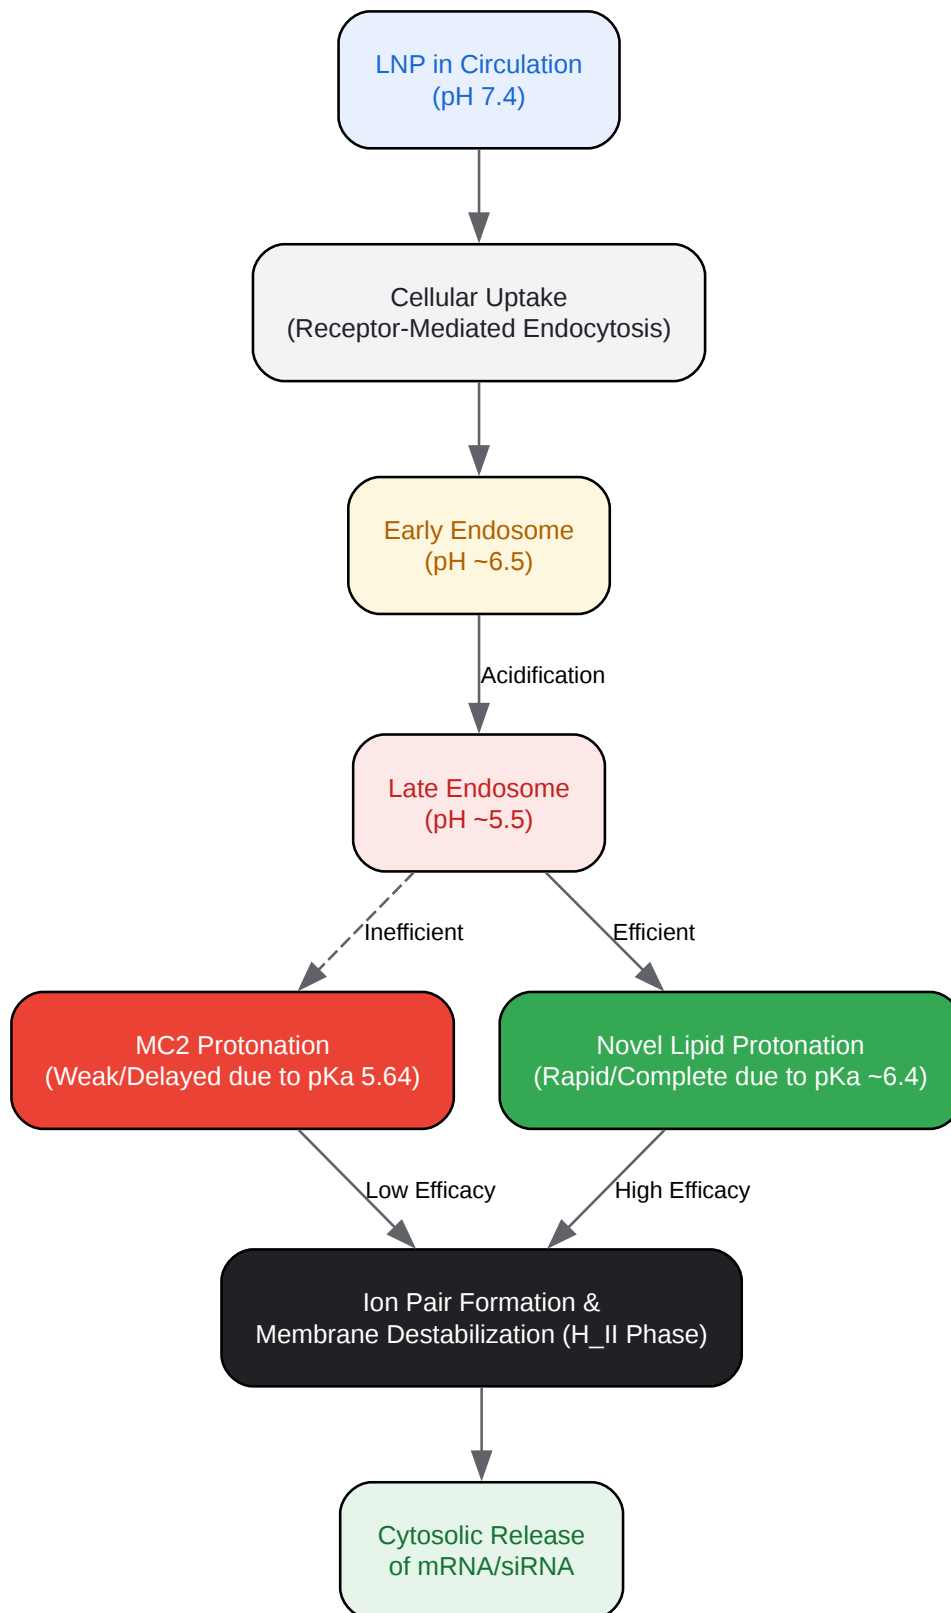 LNP in Circulation
(pH 7.4)
Cellular Uptake
(Receptor-Mediated Endocytosis)
Early Endosome
(pH ~6.5)
Acidification
Late Endosome
(pH ~5.5)
Inefficient
Efficient
MC2 Protonation
(Weak/Delayed due to pKa 5.64)
Novel Lipid Protonation
(Rapid/Complete due to pKa ~6.4)
Low Efficacy
High Efficacy
Ion Pair Formation &
Membrane Destabilization (H_II Phase)
Cytosolic Release
of mRNA/siRNA